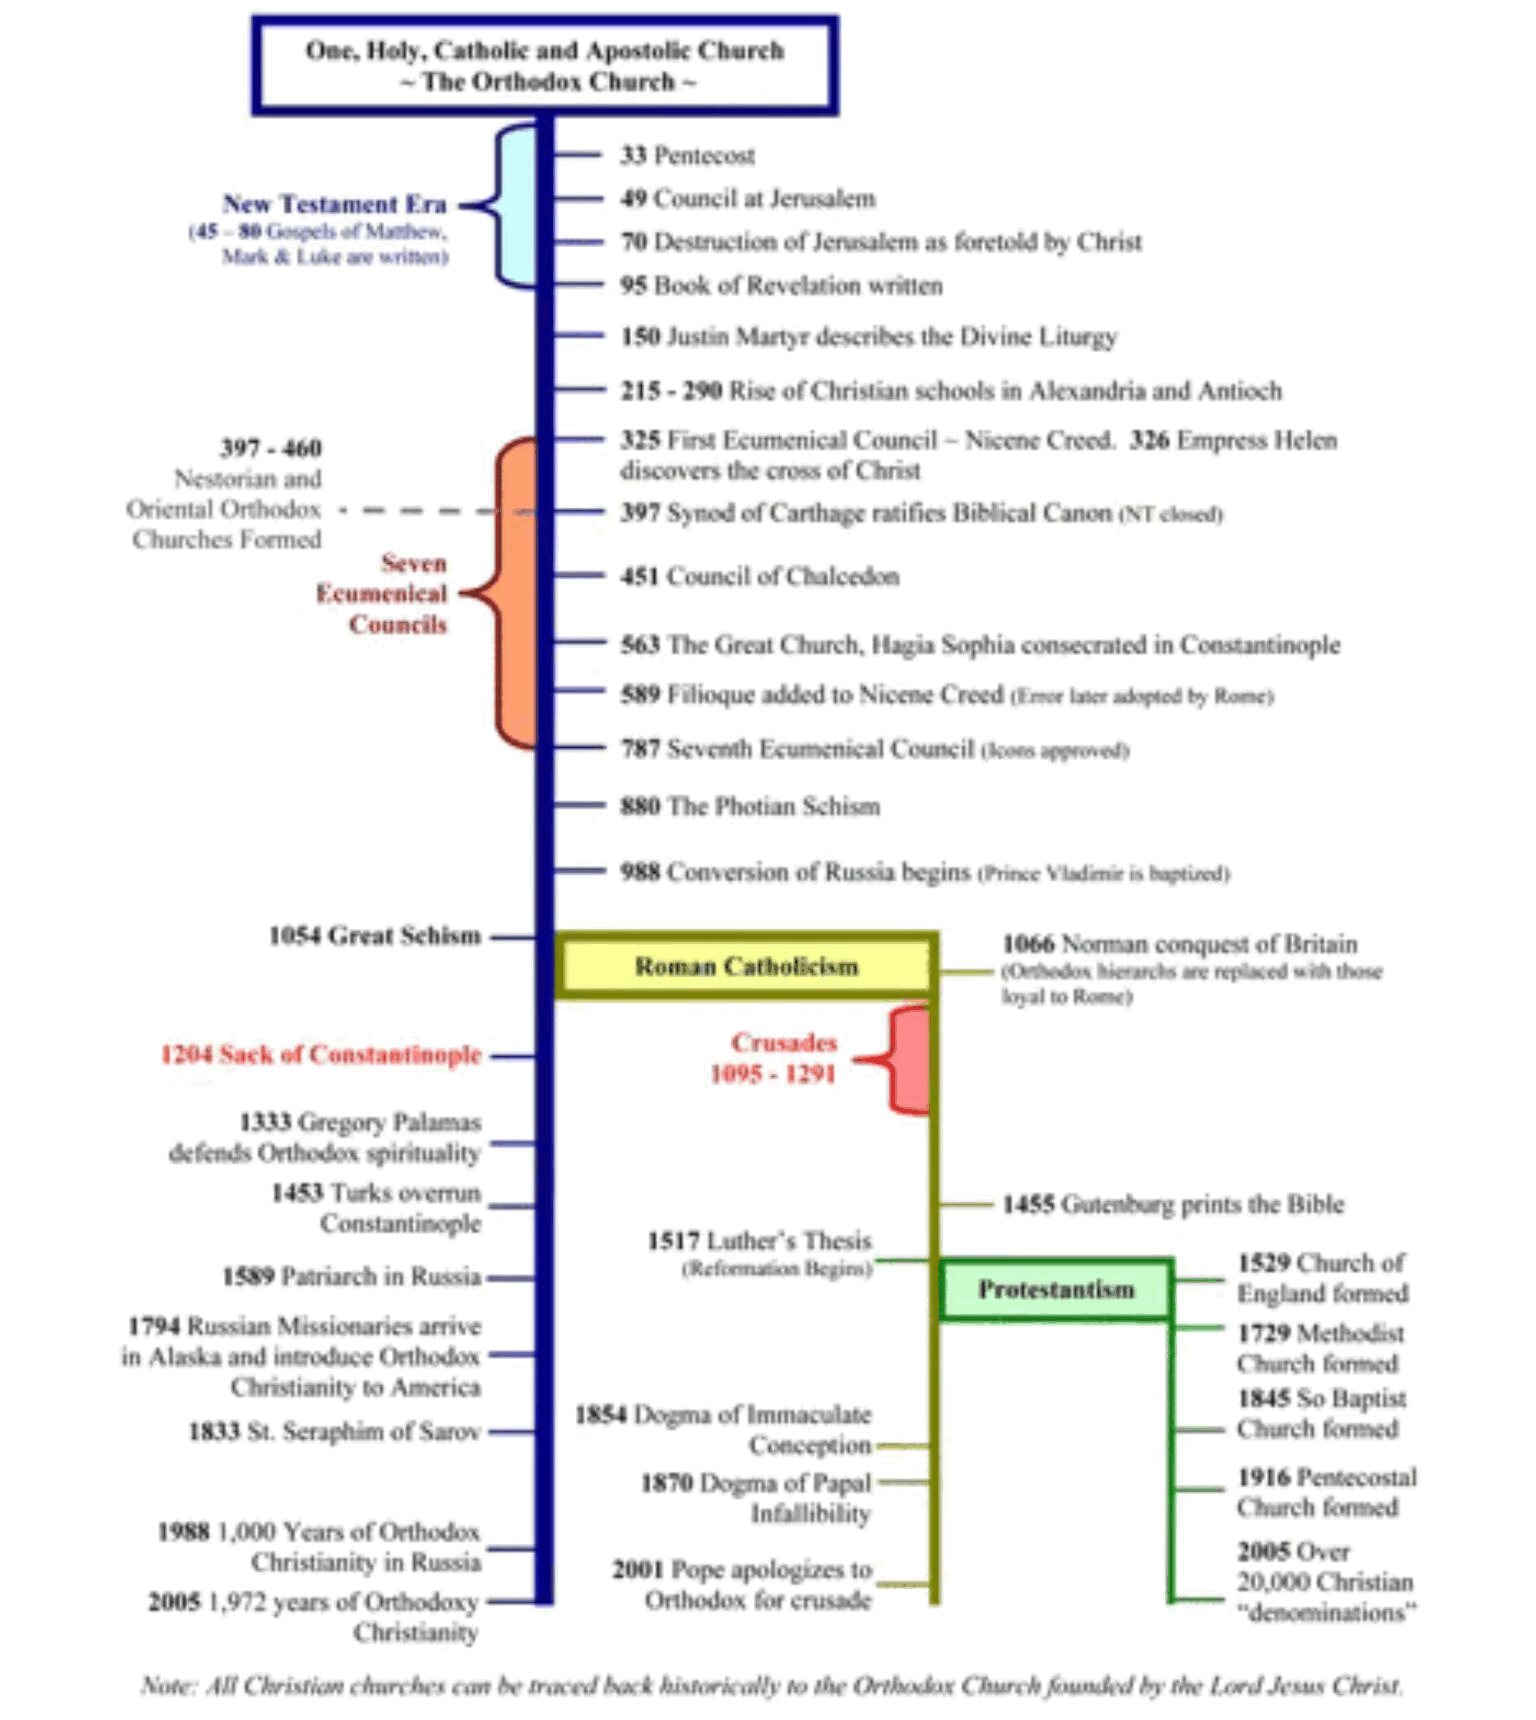 One, Holy, Catholic and Apostolic Church
~ The Orthodox Church ~
33 Pentecost
49 Council at Jerusalem
New Testament Era
(45 – 80 Gospels of Matthew,
Mark & Luke are written)
70 Destruction of Jerusalem as foretold by Christ
95 Book of Revelation written
150 Justin Martyr describes the Divine Liturgy
215 - 290 Rise of Christian schools in Alexandria and Antioch
325 First Ecumenical Council ~ Nicene Creed.  326 Empress Helen
discovers the cross of Christ
397 - 460
Nestorian and
Oriental Orthodox
Churches Formed
397 Synod of Carthage ratifies Biblical Canon (NT closed)
Seven
Ecumenical
Councils
451 Council of Chalcedon
563 The Great Church, Hagia Sophia consecrated in Constantinople
589 Filioque added to Nicene Creed (Error later adopted by Rome)
787 Seventh Ecumenical Council (Icons approved)
880 The Photian Schism
988 Conversion of Russia begins (Prince Vladimir is baptized)
1054 Great Schism
Roman Catholicism
1066 Norman conquest of Britain
(Orthodox hierarchs are replaced with those
loyal to Rome)
Crusades
1095 - 1291
1204 Sack of Constantinople
1333 Gregory Palamas
defends Orthodox spirituality
1453 Turks overrun
Constantinople
1455 Gutenburg prints the Bible
1517 Luther's Thesis
(Reformation Begins)
Protestantism
1529 Church of
England formed
1589 Patriarch in Russia
1729 Methodist
Church formed
1794 Russian Missionaries arrive
in Alaska and introduce Orthodox
Christianity to America
1845 So Baptist
Church formed
1833 St. Seraphim of Sarov
1854 Dogma of Immaculate
Conception
1870 Dogma of Papal
Infallibility
1916 Pentecostal
Church formed
1988 1,000 Years of Orthodox
Christianity in Russia
2001 Pope apologizes to
Orthodox for crusade
2005 Over
20,000 Christian
"denominations"
2005 1,972 years of Orthodoxy
Christianity
Note: All Christian churches can be traced back historically to the Orthodox Church founded by the Lord Jesus Christ.